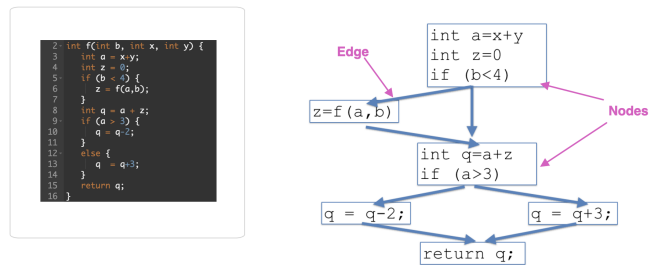 2 int f(int b, int x, int y) {
3 int a = x+y;
4 int z = 0;
5 if (b < 4) {
6 z = f(a,b);
7 }
8 int q = a + z;
9 if (a > 3) {
10 q = q-2;
11 }
12 else {
13 q = q+3;
14 }
15 return q;
16 }
int a=x+y
int z=0
if (b<4)
Edge
Nodes
z=f(a,b)
int q=a+z
if (a>3)
q = q-2;
q = q+3;
return q;